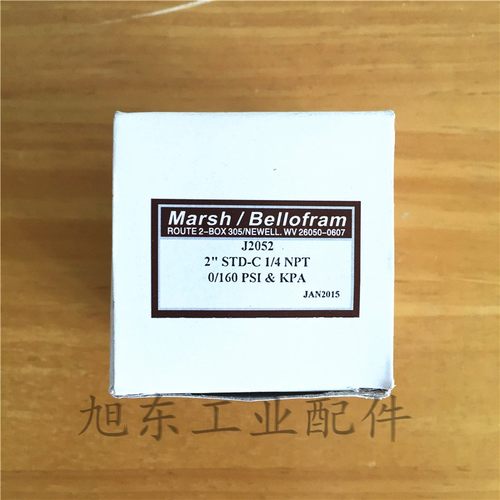 Marsh / Bellofram
ROUTE 2-BOX 305/NEWELL. WV 26050-0607
J2052
2" STD-C 1/4 NPT
0/160 PSI & KPA
JAN2015
旭东工业配件